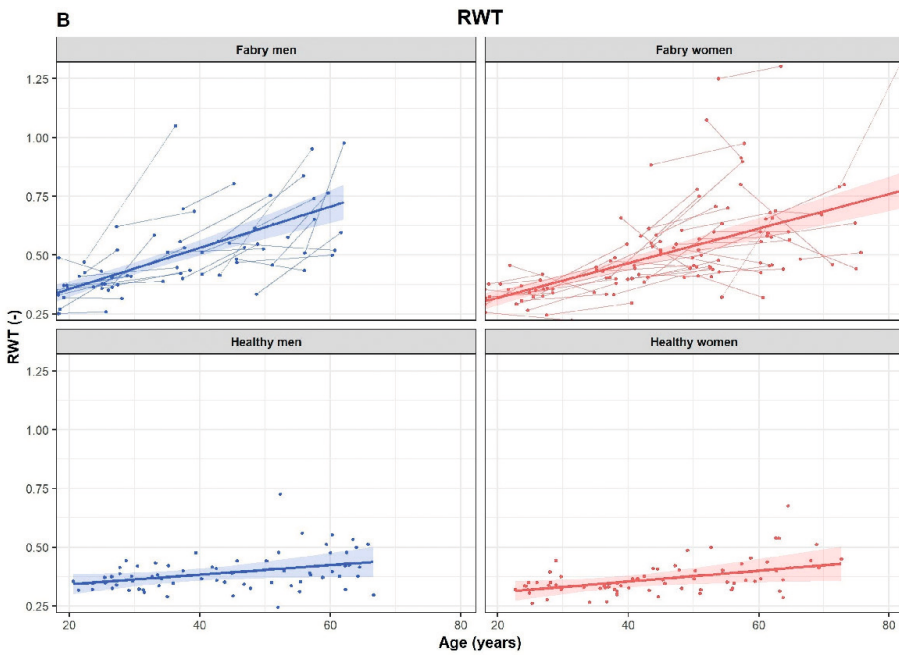 B
RWT
Fabry men
Fabry women
1.25
1.00
0.75
0.50
0.25
RWT (-)
Healthy men
Healthy women
1.25
1.00
0.75
0.50
0.25
20 40 60 80 20 40 60 80
Age (years)